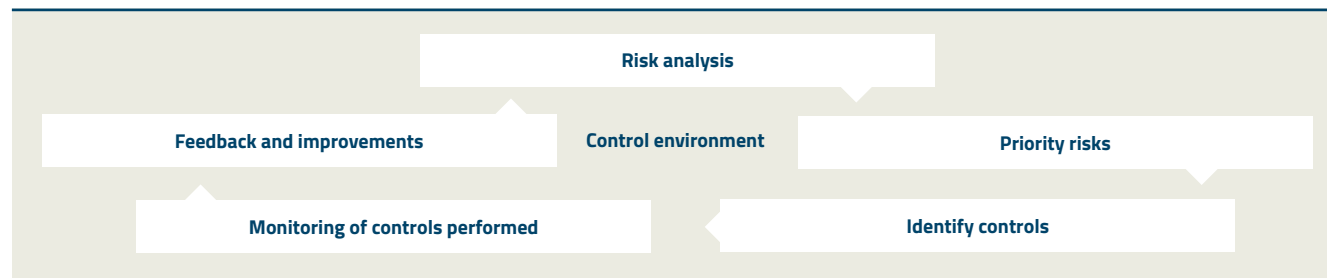 Risk analysis
Feedback and improvements
Control environment
Priority risks
Monitoring of controls performed
Identify controls